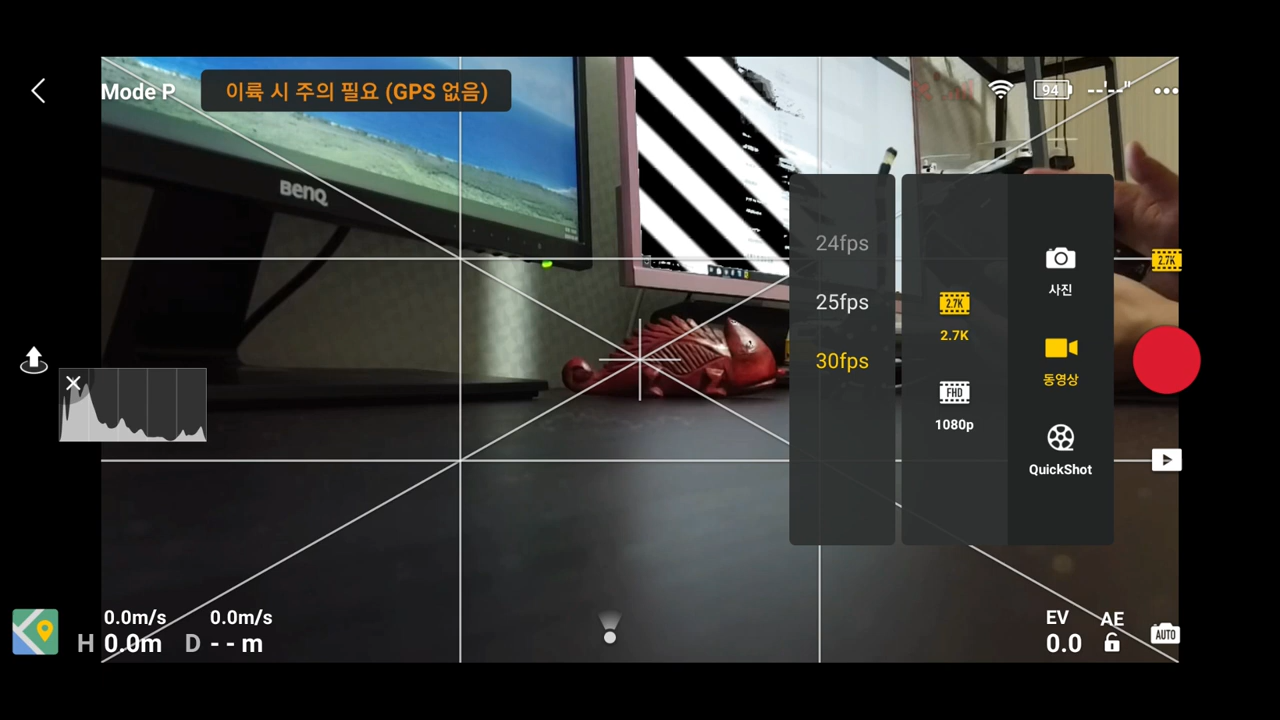 Mode P
이륙 시 주의 필요 (GPS 없음)
94
--'--"
BenQ
24fps
25fps
30fps
2.7K
2.7K
FHD
1080p
사진
동영상
QuickShot
2.7K
0.0m/s
0.0m/s
H 0.0m
D - - m
EV
0.0
AE
AUTO